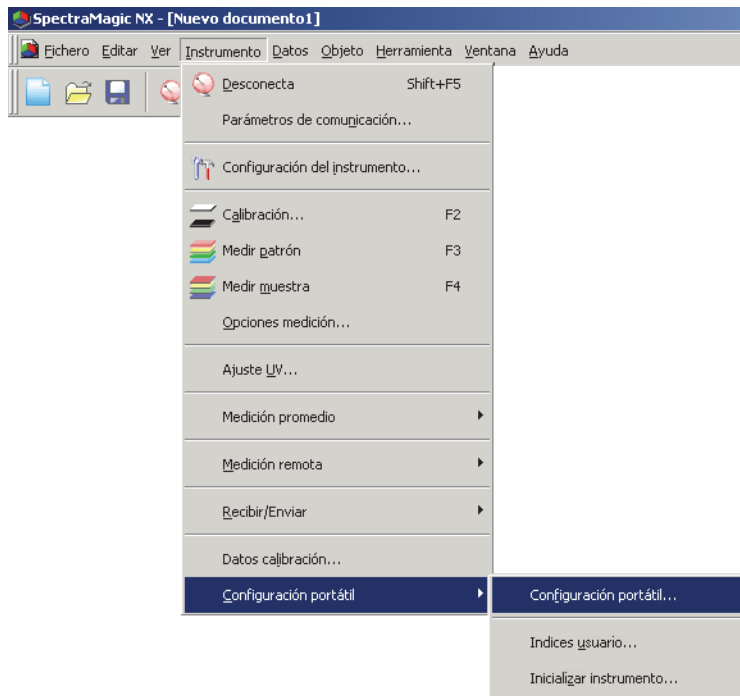 SpectraMagic NX - [Nuevo documento1]
Fichero Editar Ver Instrumento Datos Objeto Herramienta Ventana Ayuda
Desconecta Shift+F5
Parámetros de comunicación...
Configuración del instrumento...
Calibración... F2
Medir patrón F3
Medir muestra F4
Opciones medición...
Ajuste UV...
Medición promedio
Medición remota
Recibir/Enviar
Datos calibración...
Configuración portátil
Configuración portátil...
Indices usuario...
Inicializar instrumento...